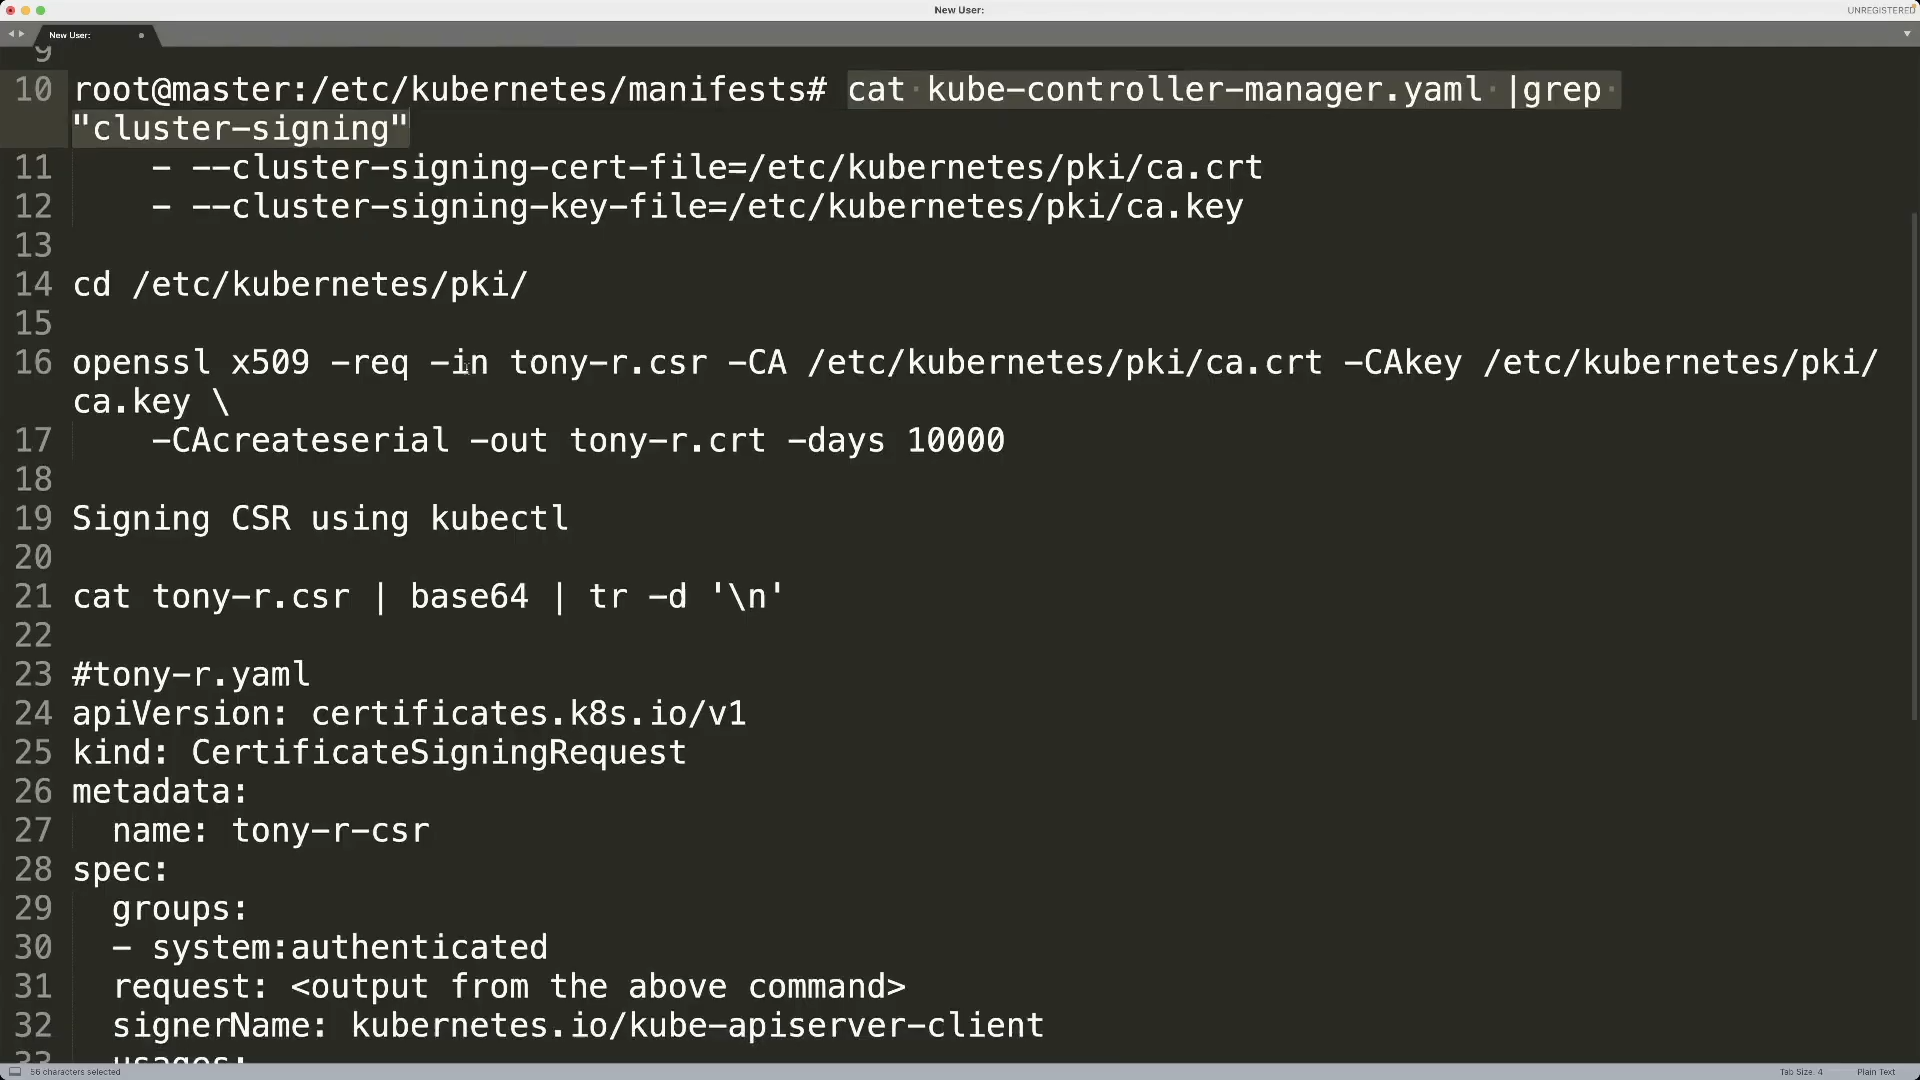 New User:
UNREGISTERED
New User:
9
10 root@master:/etc/kubernetes/manifests# cat kube-controller-manager.yaml |grep
"cluster-signing"
11     - --cluster-signing-cert-file=/etc/kubernetes/pki/ca.crt
12     - --cluster-signing-key-file=/etc/kubernetes/pki/ca.key
13
14 cd /etc/kubernetes/pki/
15
16 openssl x509 -req -in tony-r.csr -CA /etc/kubernetes/pki/ca.crt -CAkey /etc/kubernetes/pki/
ca.key \
17     -CAcreateserial -out tony-r.crt -days 10000
18
19 Signing CSR using kubectl
20
21 cat tony-r.csr | base64 | tr -d '\n'
22
23 #tony-r.yaml
24 apiVersion: certificates.k8s.io/v1
25 kind: CertificateSigningRequest
26 metadata:
27   name: tony-r-csr
28 spec:
29   groups:
30   - system:authenticated
31   request: <output from the above command>
32   signerName: kubernetes.io/kube-apiserver-client
33   usages:
56 characters selected
Tab Size: 4
Plain Text